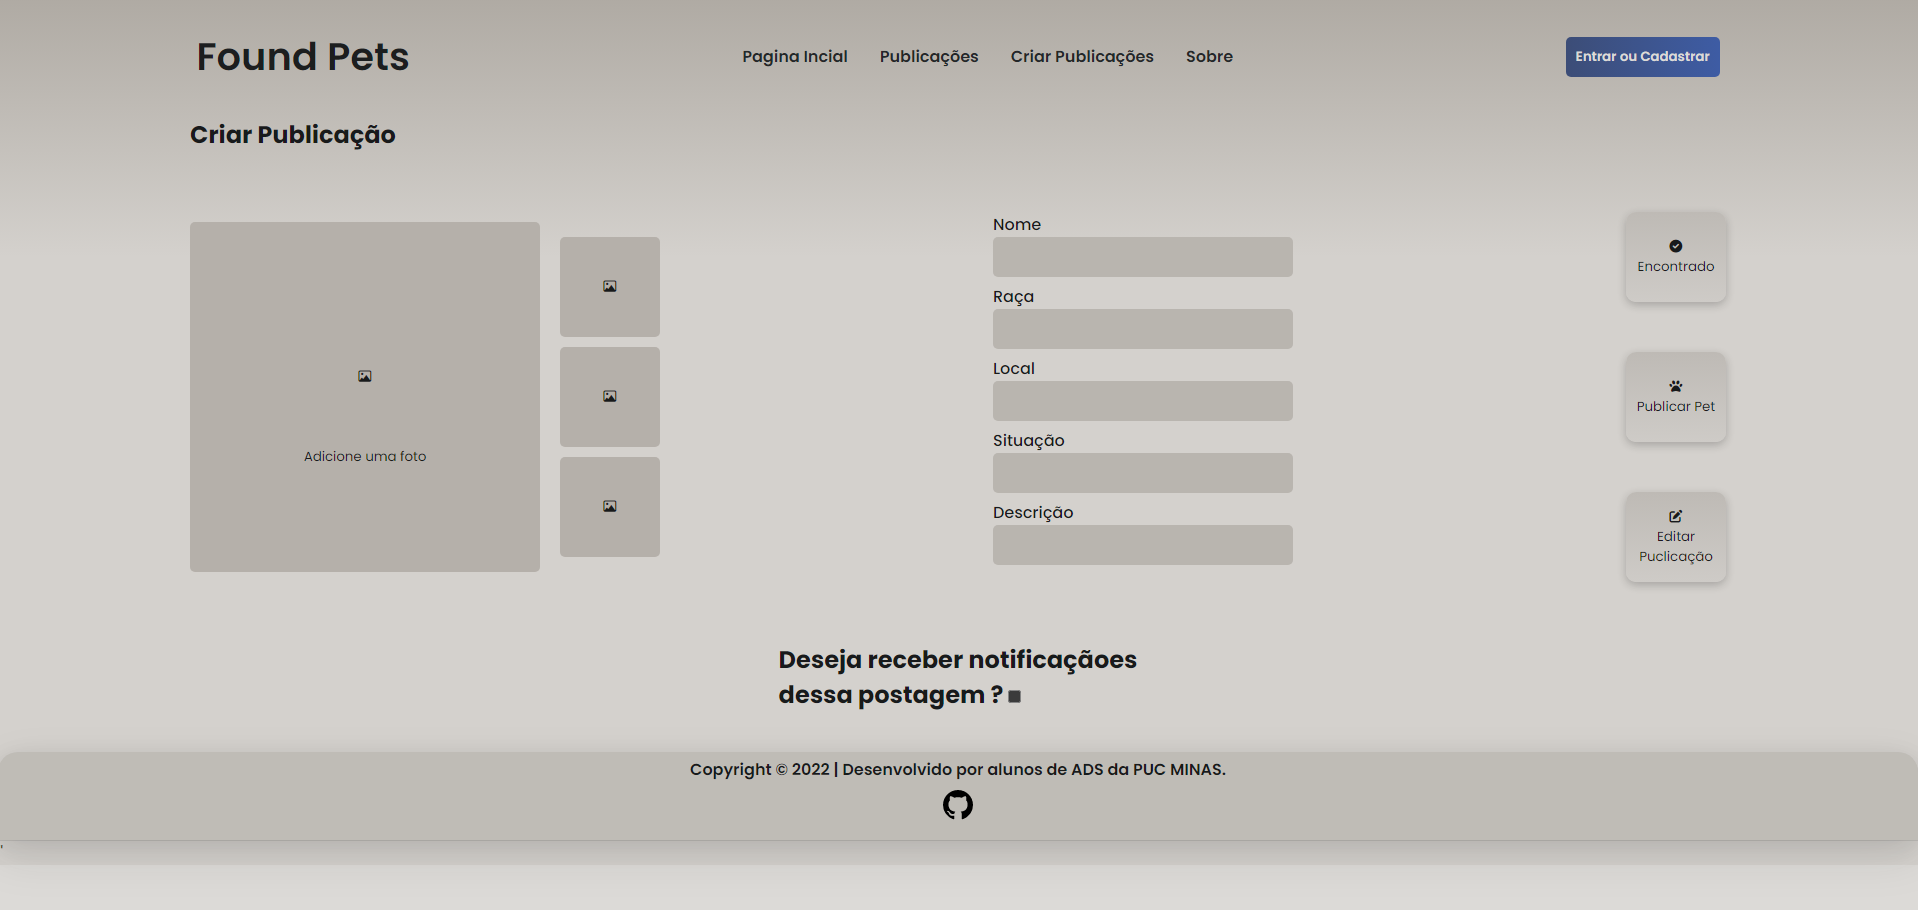 Found Pets
Pagina Incial
Publicações
Criar Publicações
Sobre
Entrar ou Cadastrar
Criar Publicação
Adicione uma foto
Nome
Raça
Local
Situação
Descrição
Encontrado
Publicar Pet
Editar
Puclicação
Deseja receber notificaçãoes
dessa postagem ?
Copyright © 2022 | Desenvolvido por alunos de ADS da PUC MINAS.
'